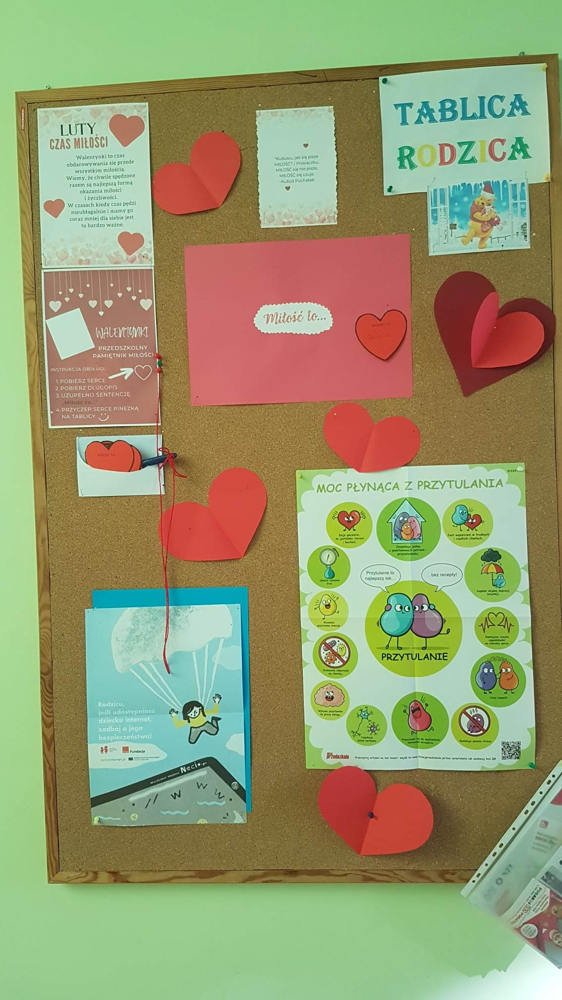 LUTY
CZAS MIŁOŚCI
Walentynki to czas
obdarowywania się przede
wszystkim miłością.
Wiemy, że chwile spędzone
razem są najlepszą formą
okazania miłości
i życzliwości.
W czasach kiedy czas pędzi
nieubłagalnie i mamy go
coraz mniej dla siebie jest
to bardzo ważne.
"Kubusiu, jak się pisze
MIŁOŚĆ? / Prosiaczku,
MIŁOŚĆ się nie pisze,
MIŁOŚĆ się czuje.
-Kubuś Puchatek
TABLICA
RODZICA
WALENTYNKI
PRZEDSZKOLNY
PAMIĘTNIK MIŁOŚCI
INSTRUKCJA OBSŁUGI:
1. POBIERZ SERCE
2. POBIERZ DŁUGOPIS
3. UZUPEŁNIJ SENTENCJĘ
"Miłość to..."
4. PRZYCZEP SERCE PINEZKĄ
NA TABLICY
Miłość to...
Miłość to...
Miłość to...
MOC PŁYNĄCA Z PRZYTULANIA
Daje poczucie,
że jesteśmy chciani
i kochani.
Zaspokaja jedną
z podstawowych potrzeb -
przynależności.
Jest wsparciem w trudnych
i ciężkich chwilach.
Obniża ciśnienie
krwi.
Przytulanie to
najlepszy lek...
...bez recepty!
Łagodzi objawy depresji
(smutku).
Wyzwala
pozytywne emocje.
Zmniejsza ryzyko
zapadalności
na choroby serca.
PRZYTULANIE
Wzmacnia odporność
na choroby.
Uczy empatii.
Wpływa pozytywnie
na pracę mózgu.
Uspokaja
układ nerwowy.
Przyczynia się do wydzielania
hormonów szczęścia.
Redukuje poziom stresu.
przedszkola
Przeczytaj artykuł na ten temat: wejdź na
lub zeskanuj kod QR
Rodzicu,
jeśli udostępniasz
dziecku internet,
zadbaj o jego
bezpieczeństwo!
Fundacja
REALIZUJEMY PROGRAM Necio.pl
W W W
PODARUJ